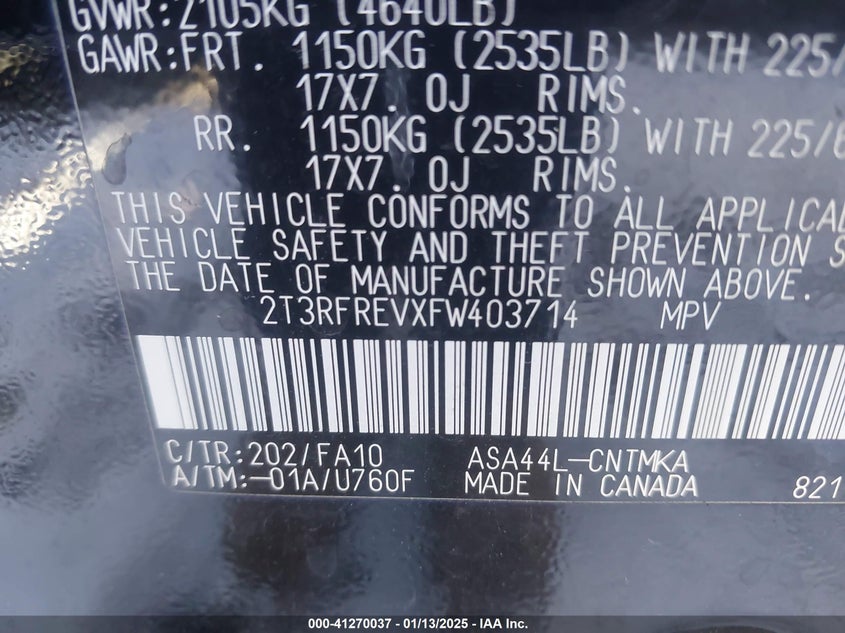 GVWR:2105KG (4640LB)
GAWR:FRT. 1150KG (2535LB) WITH 225/
17X7. 0J RIMS.
RR. 1150KG (2535LB) WITH 225/6
17X7. 0J RIMS.
THIS VEHICLE CONFORMS TO ALL APPLICA
VEHICLE SAFETY AND THEFT PREVENTION S
THE DATE OF MANUFACTURE SHOWN ABOVE.
2T3RFREVXFW403714 MPV
C/TR:202/FA10 ASA44L-CNTMKA
A/TM:-01A/U760F MADE IN CANADA 821
000-41270037 - 01/13/2025 - IAA Inc.